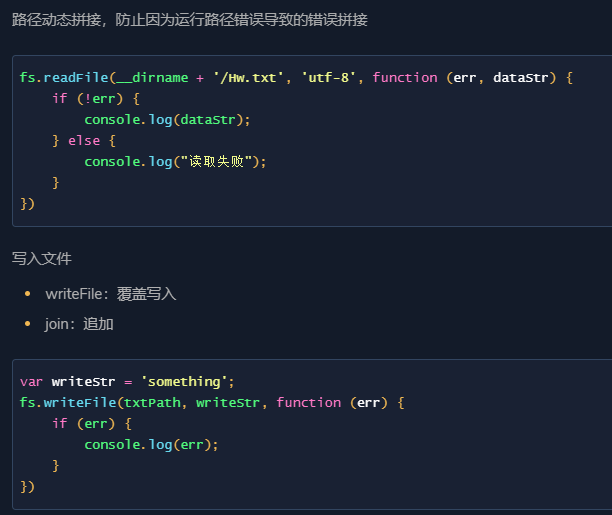 路径动态拼接，防止因为运行路径错误导致的错误拼接
fs.readFile(__dirname + '/Hw.txt', 'utf-8', function (err, dataStr) {
    if (!err) {
        console.log(dataStr);
    } else {
        console.log("读取失败");
    }
})
写入文件
• writeFile：覆盖写入
• join：追加
var writeStr = 'something';
fs.writeFile(txtPath, writeStr, function (err) {
    if (err) {
        console.log(err);
    }
})